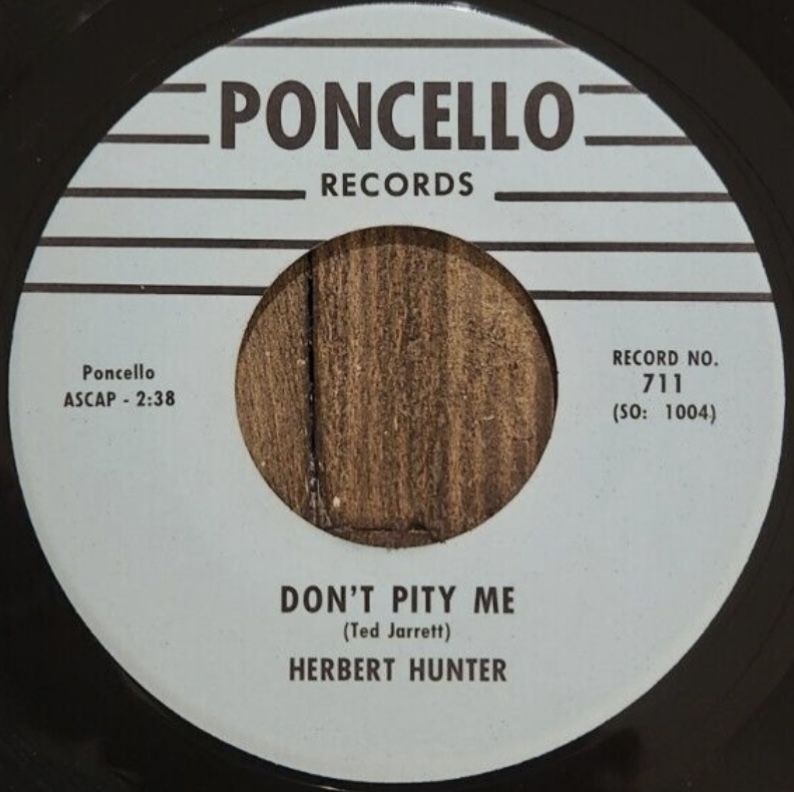 PONCELLO
RECORDS
Poncello
ASCAP - 2:38
RECORD NO.
711
(SO: 1004)
DON'T PITY ME
(Ted Jarrett)
HERBERT HUNTER